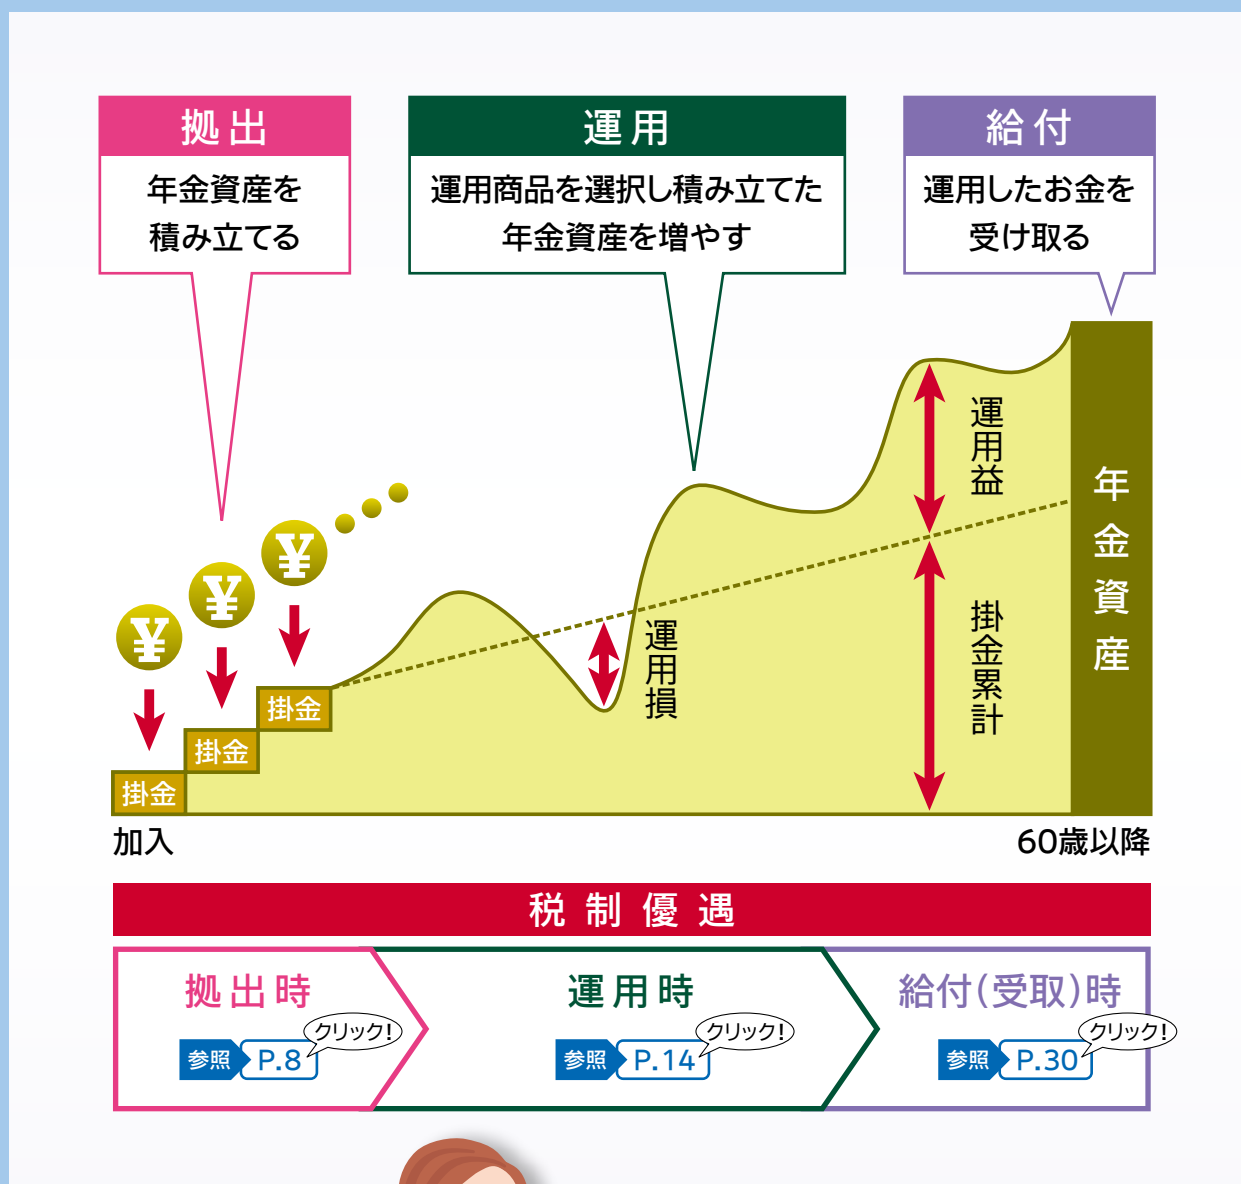 拠出
年金資産を
積み立てる
運用
運用商品を選択し積み立てた
年金資産を増やす
給付
運用したお金を
受け取る
¥
¥
¥
掛金
掛金
掛金
運用損
運用益
掛金累計
年金資産
加入
60歳以降
税制優遇
拠出時
参照 P.8
クリック!
運用時
参照 P.14
クリック!
給付(受取)時
参照 P.30
クリック!